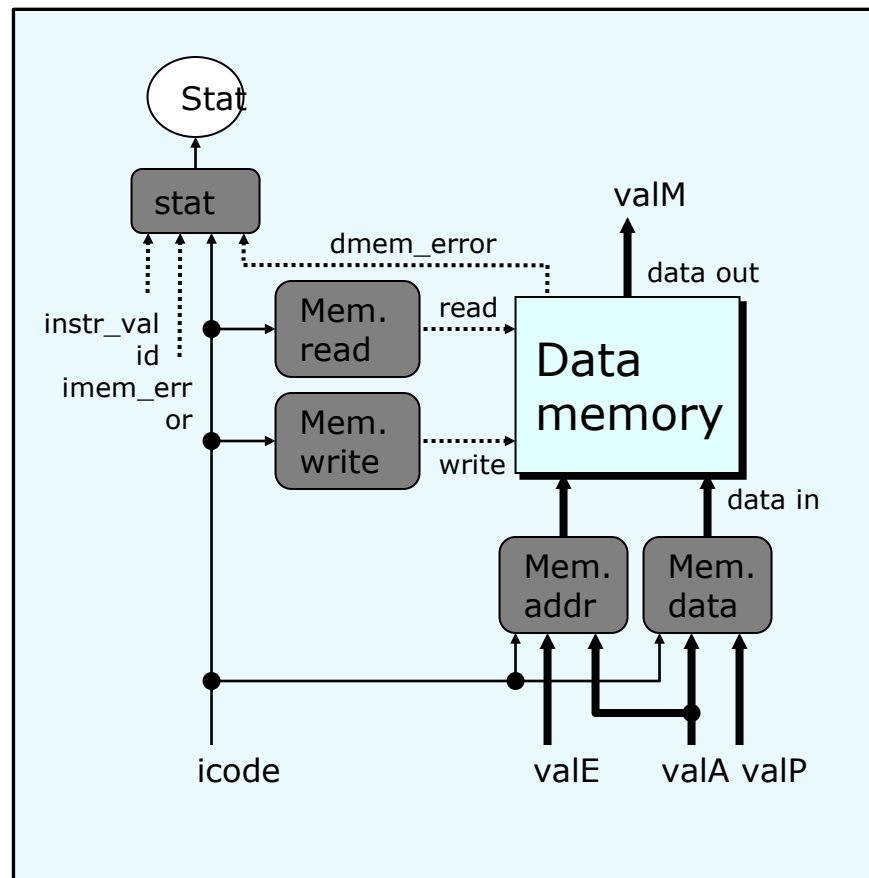 Stat
stat
valM
dmem_error
data out
instr_val
id
imem_err
or
Mem.
read
read
Data
memory
Mem.
write
write
data in
Mem.
addr
Mem.
data
icode
valE
valA
valP